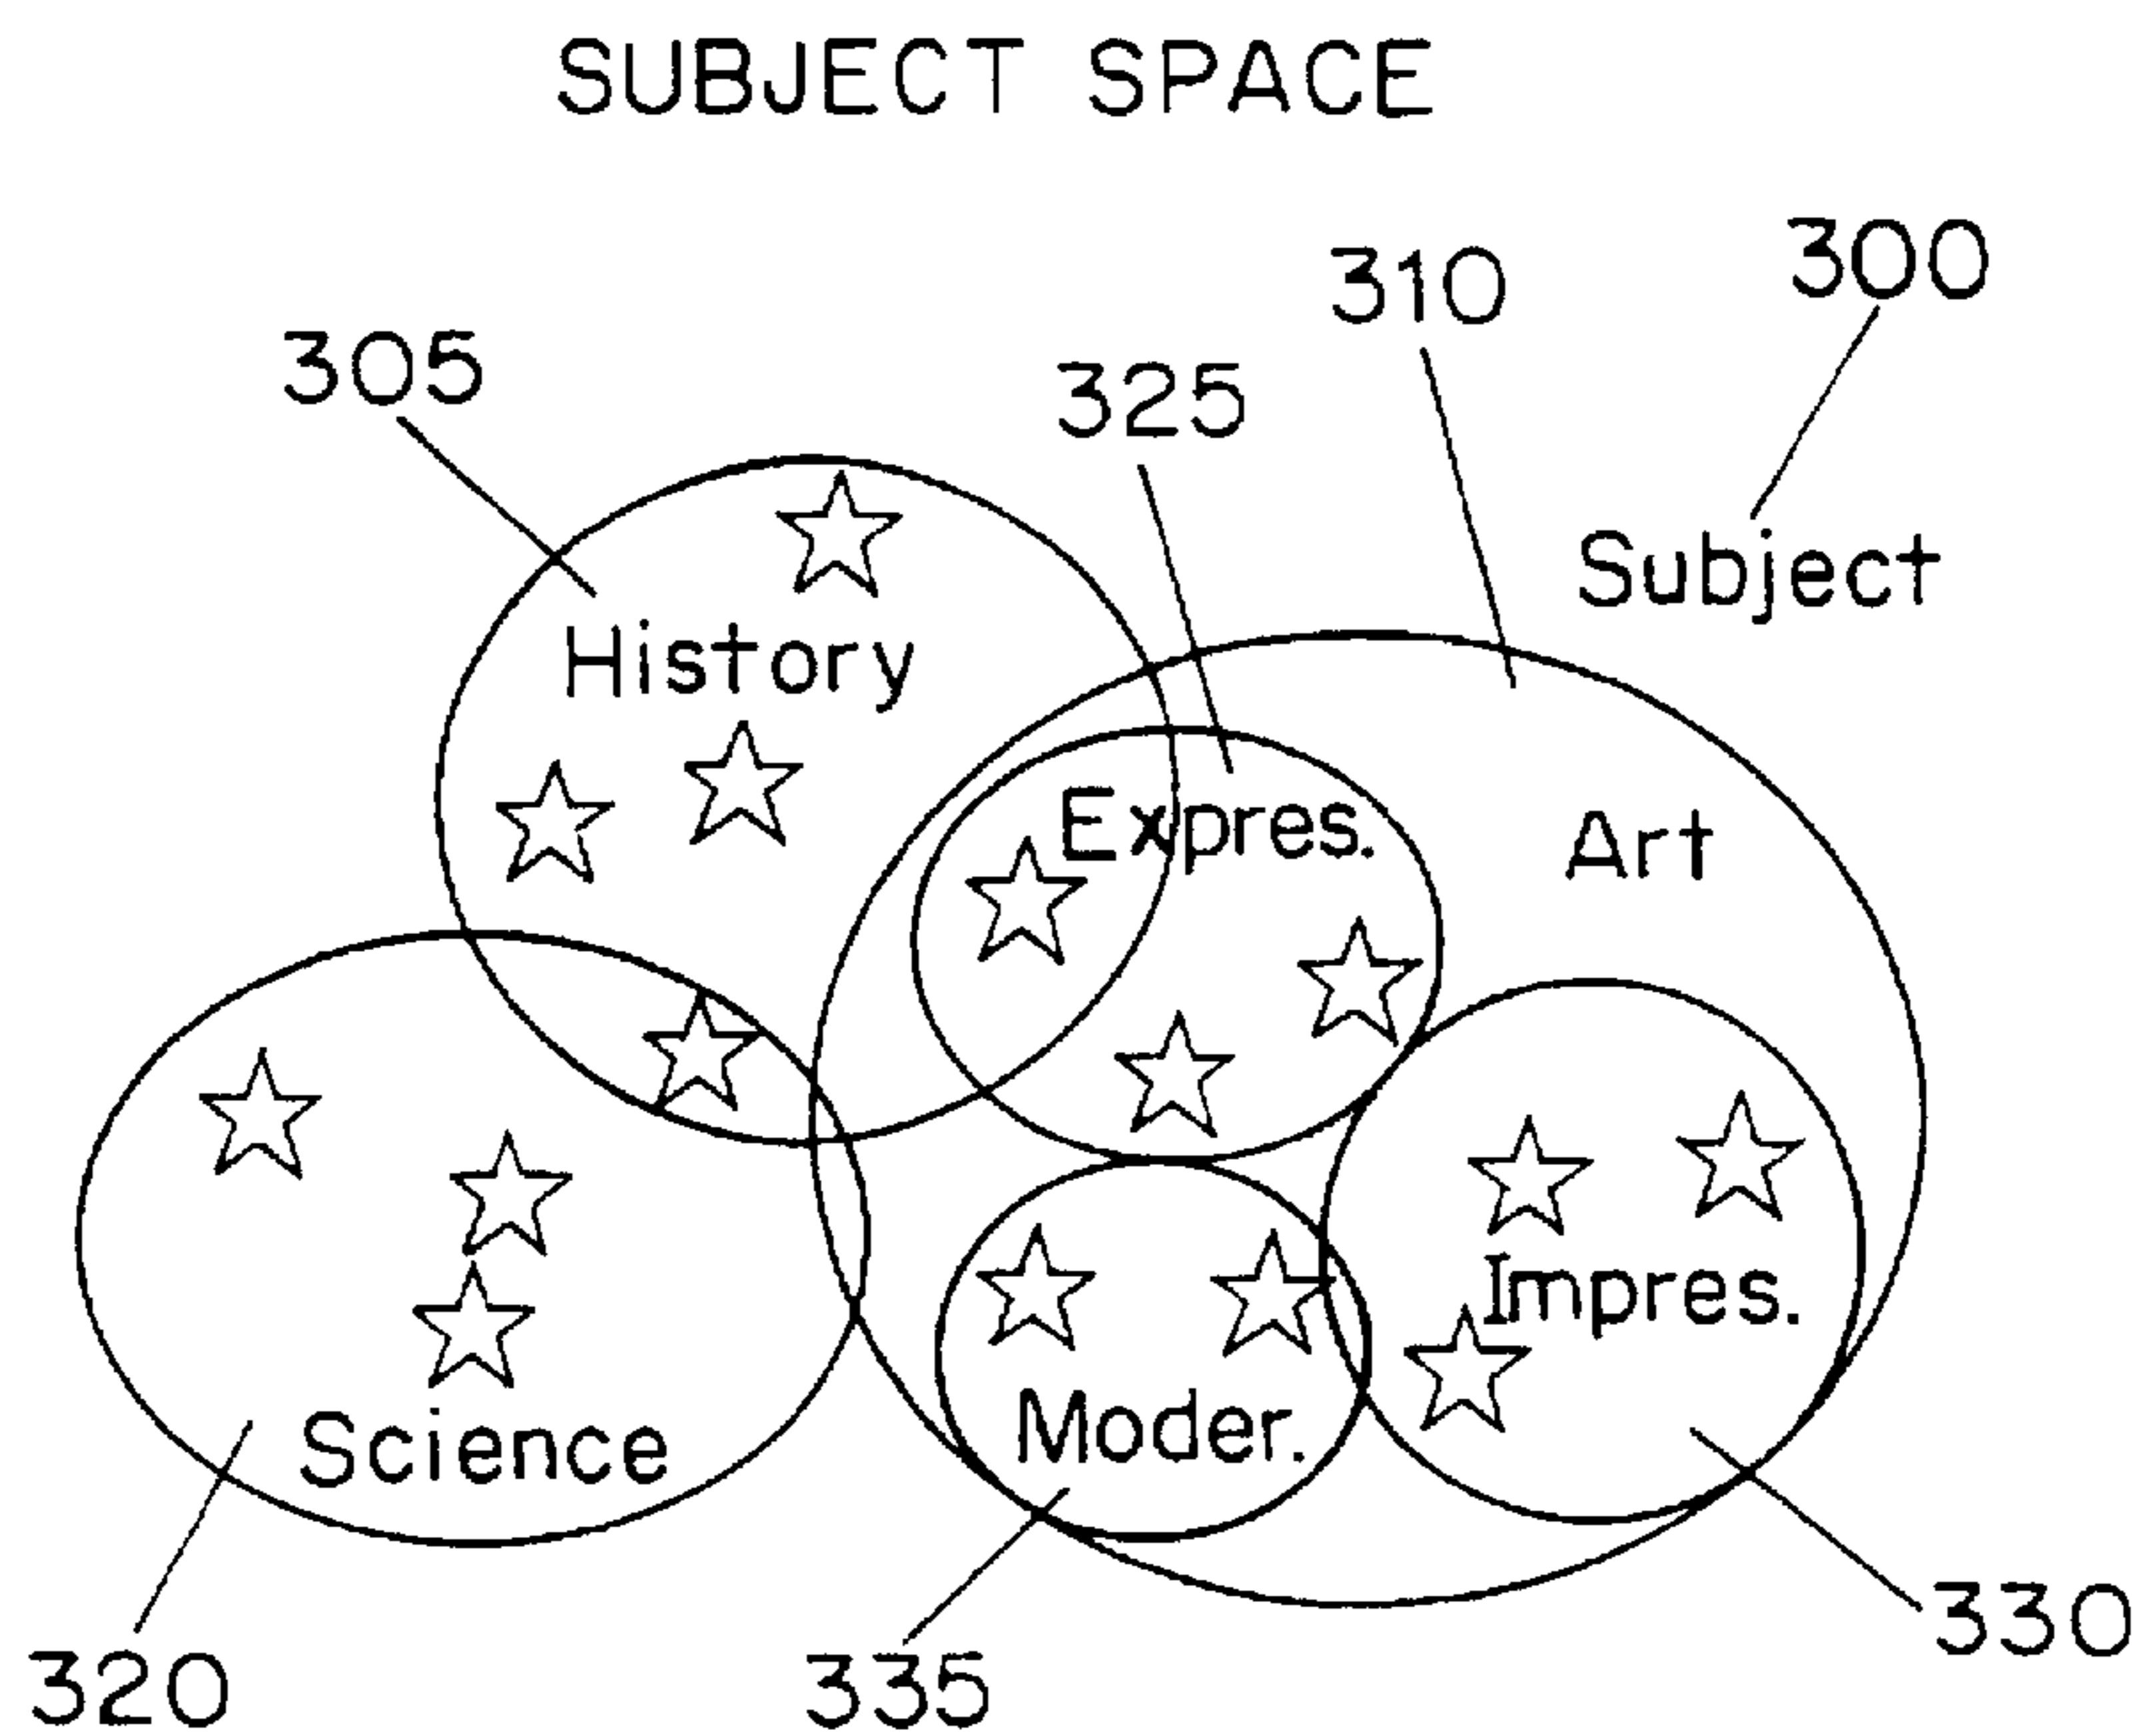 SUBJECT SPACE
300
310
305
325
Subject
History
Expres.
Art
Impres.
Moder.
Science
330
320
335